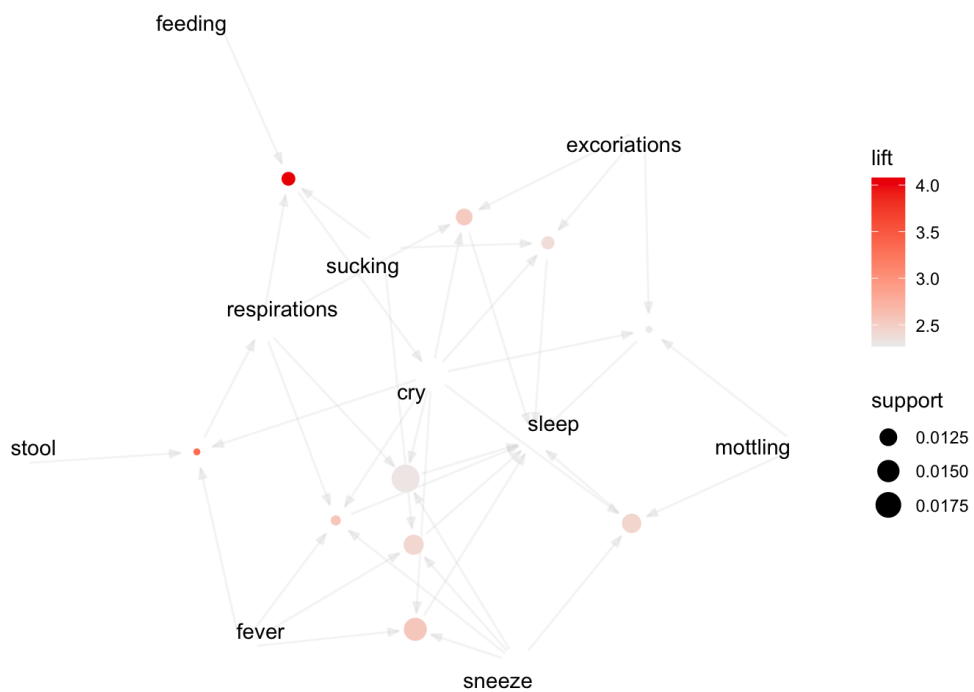 feeding
excoriations
sucking
respirations
cry
sleep
stool
mottling
fever
sneeze
lift
4.0
3.5
3.0
2.5
support
0.0125
0.0150
0.0175